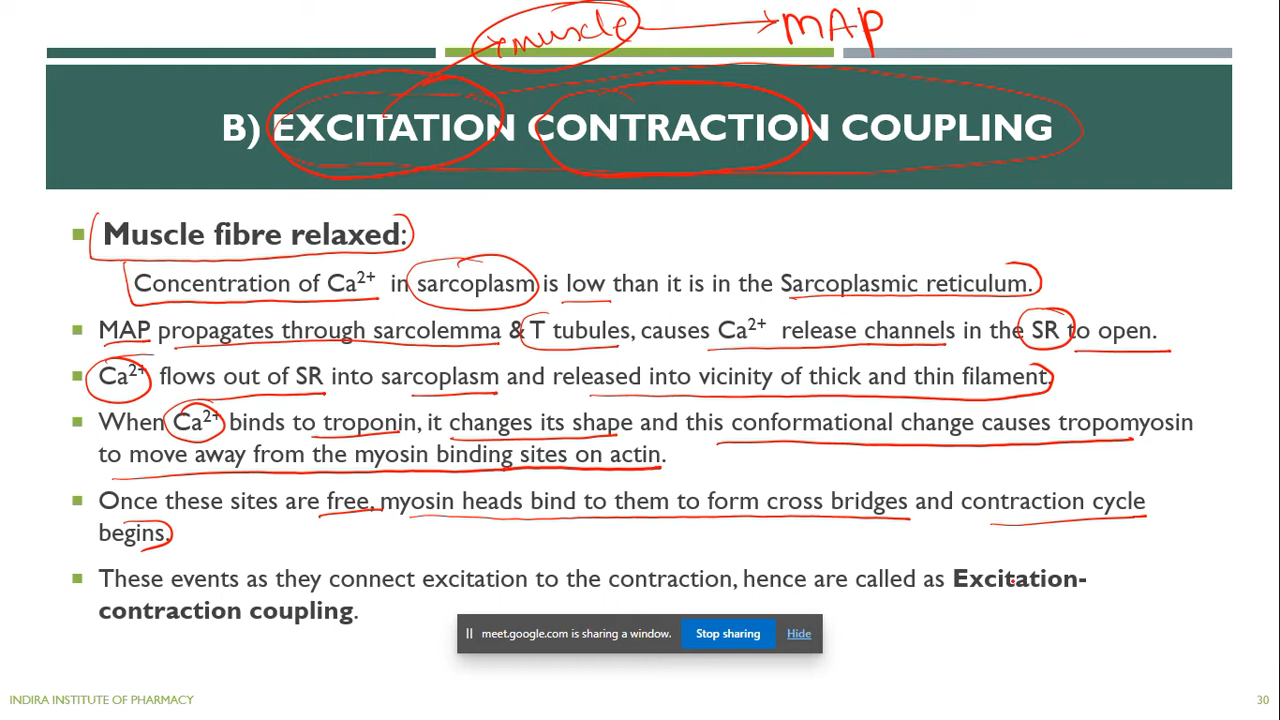 muscle → MAP
B) EXCITATION CONTRACTION COUPLING
Muscle fibre relaxed:
Concentration of Ca²⁺ in sarcoplasm is low than it is in the Sarcoplasmic reticulum.
MAP propagates through sarcolemma & T tubules, causes Ca²⁺ release channels in the SR to open.
Ca²⁺ flows out of SR into sarcoplasm and released into vicinity of thick and thin filament.
When Ca²⁺ binds to troponin, it changes its shape and this conformational change causes tropomyosin
to move away from the myosin binding sites on actin.
Once these sites are free, myosin heads bind to them to form cross bridges and contraction cycle
begins.
These events as they connect excitation to the contraction, hence are called as Excitation-
contraction coupling.
meet.google.com is sharing a window. Stop sharing Hide
INDIRA INSTITUTE OF PHARMACY 30